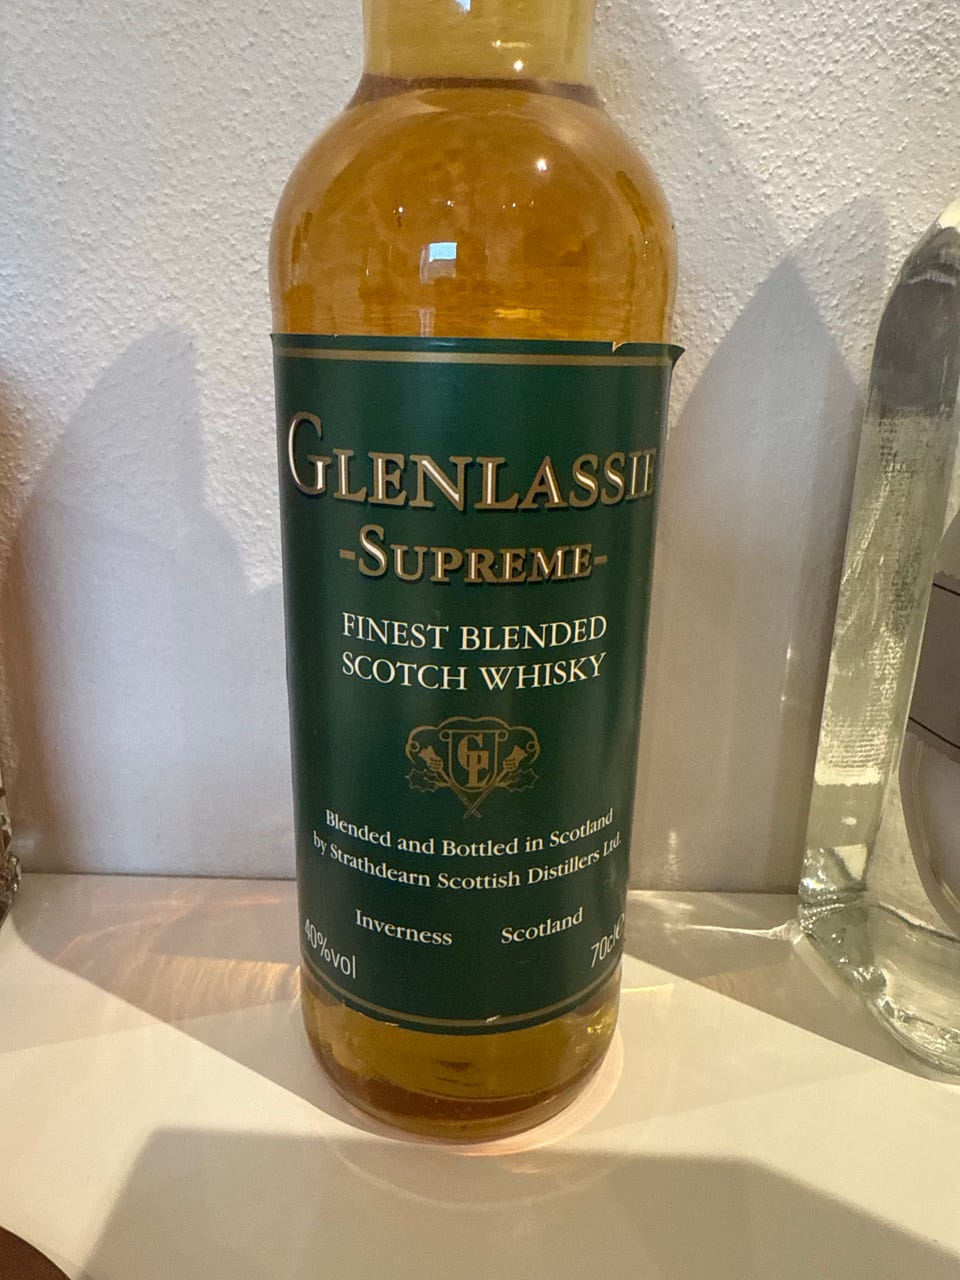 GLENLASSIE
-SUPREME-
FINEST BLENDED
SCOTCH WHISKY
GL
Blended and Bottled in Scotland
by Strathdearn Scottish Distillers Ltd.
Inverness Scotland
40%vol 70cl℮